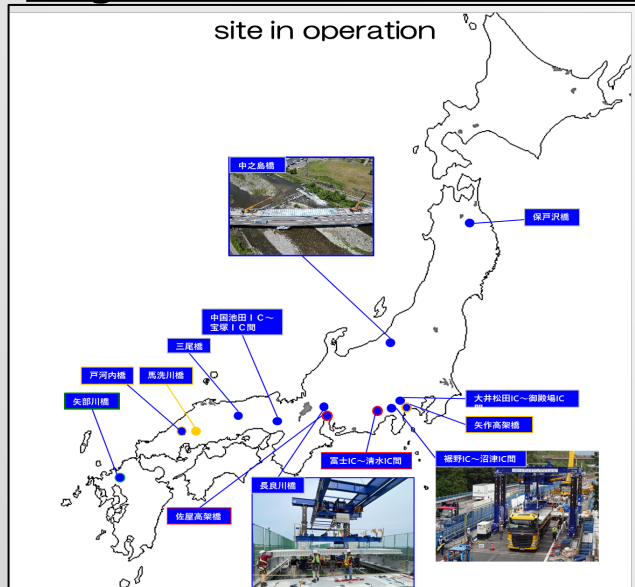 site in operation
中之島橋
保戸沢橋
中国池田ＩＣ～
宝塚ＩＣ間
三尾橋
戸河内橋
馬洗川橋
矢部川橋
大井松田IC～御殿場IC
矢作高架橋
富士IC～清水IC間
裾野IC～沼津IC間
長良川橋
佐屋高架橋